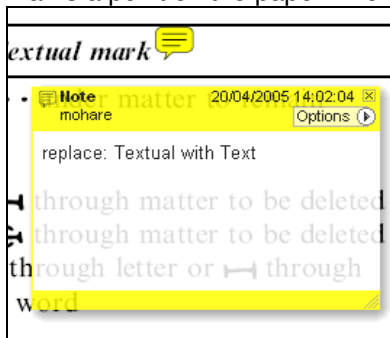 extual mark
under matter to remain
Note 20/04/2005 14:02:04
mohare Options
replace: Textual with Text
through matter to be deleted
through matter to be deleted
through letter or through
word